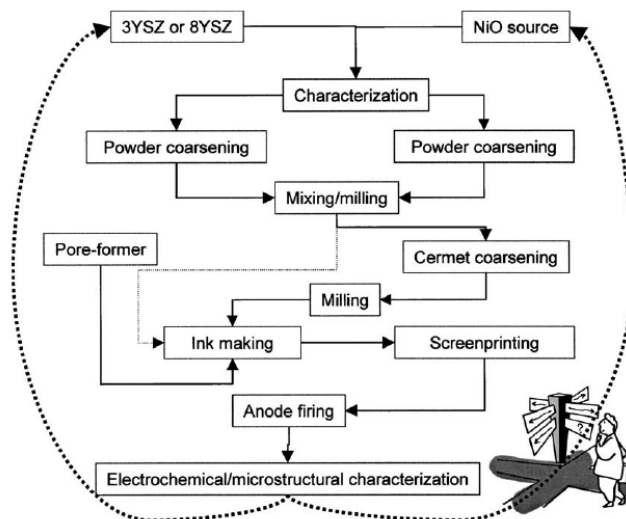 3YSZ or 8YSZ
NiO source
Characterization
Powder coarsening
Powder coarsening
Mixing/milling
Pore-former
Cermet coarsening
Milling
Ink making
Screenprinting
Anode firing
Electrochemical/microstructural characterization
?